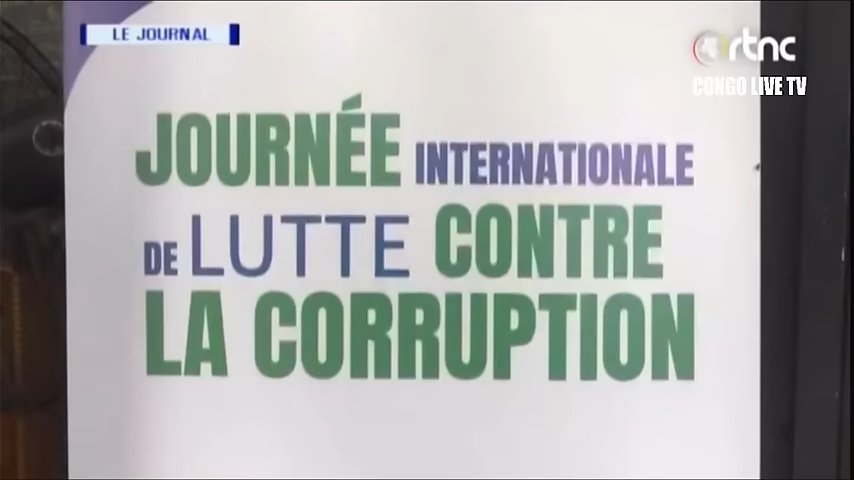 LE JOURNAL
rtnc
CONGO LIVE TV
JOURNÉE INTERNATIONALE
DE LUTTE CONTRE
LA CORRUPTION